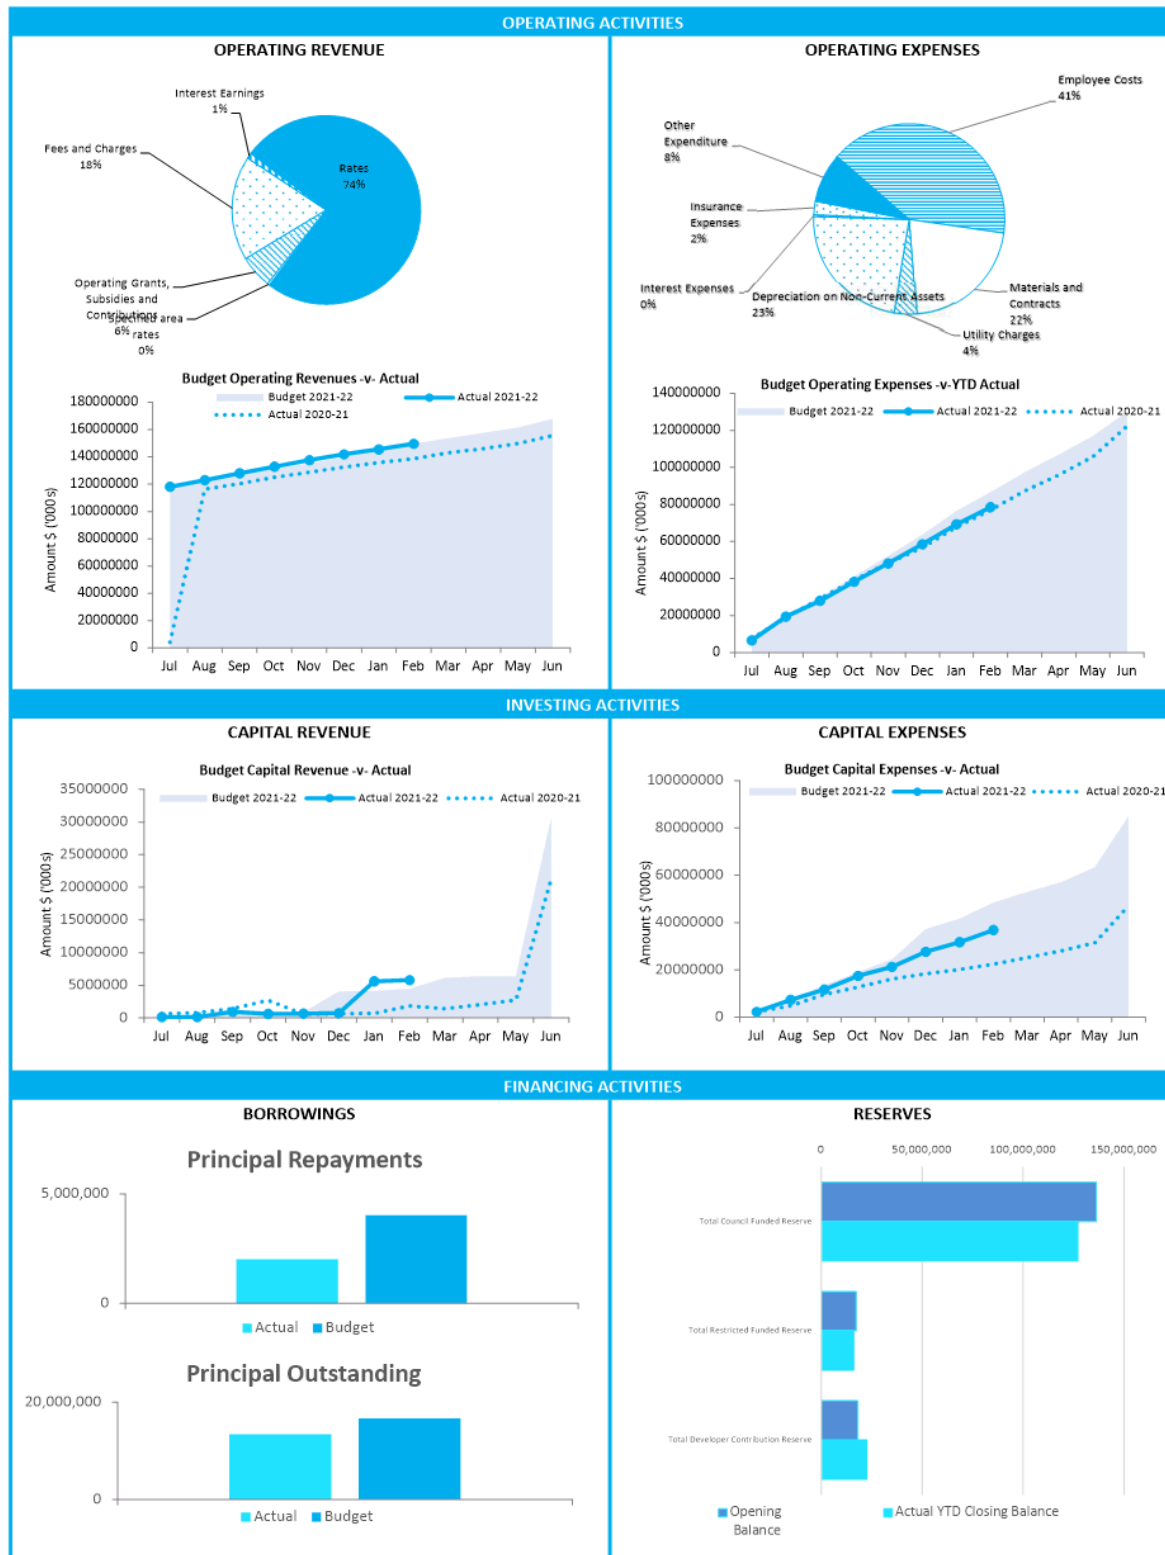 OPERATING ACTIVITIES
OPERATING REVENUE
Interest Earnings
1%
Fees and Charges
18%
Rates
74%
Operating Grants,
Subsidies and
Contributions
6%
Specified area
rates
0%
OPERATING EXPENSES
Employee Costs
41%
Other
Expenditure
8%
Insurance
Expenses
2%
Interest Expenses
0%
Depreciation on Non-Current Assets
23%
Materials and
Contracts
22%
Utility Charges
4%
Budget Operating Revenues -v- Actual
Budget 2021-22
Actual 2021-22
Actual 2020-21
Amount $ ('000s)
180000000
160000000
140000000
120000000
100000000
80000000
60000000
40000000
20000000
0
Jul Aug Sep Oct Nov Dec Jan Feb Mar Apr May Jun
Budget Operating Expenses -v-YTD Actual
Budget 2021-22
Actual 2021-22
Actual 2020-21
Amount $ ('000s)
140000000
120000000
100000000
80000000
60000000
40000000
20000000
0
Jul Aug Sep Oct Nov Dec Jan Feb Mar Apr May Jun
INVESTING ACTIVITIES
CAPITAL REVENUE
Budget Capital Revenue -v- Actual
Budget 2021-22
Actual 2021-22
Actual 2020-21
Amount $ ('000s)
35000000
30000000
25000000
20000000
15000000
10000000
5000000
0
Jul Aug Sep Oct Nov Dec Jan Feb Mar Apr May Jun
CAPITAL EXPENSES
Budget Capital Expenses -v- Actual
Budget 2021-22
Actual 2021-22
Actual 2020-21
Amount $ ('000s)
100000000
80000000
60000000
40000000
20000000
0
Jul Aug Sep Oct Nov Dec Jan Feb Mar Apr May Jun
FINANCING ACTIVITIES
BORROWINGS
Principal Repayments
5,000,000
0
Actual
Budget
Principal Outstanding
20,000,000
0
Actual
Budget
RESERVES
0 50,000,000 100,000,000 150,000,000
Total Council Funded Reserve
Total Restricted Funded Reserve
Total Developer Contribution Reserve
Opening
Balance
Actual YTD Closing Balance